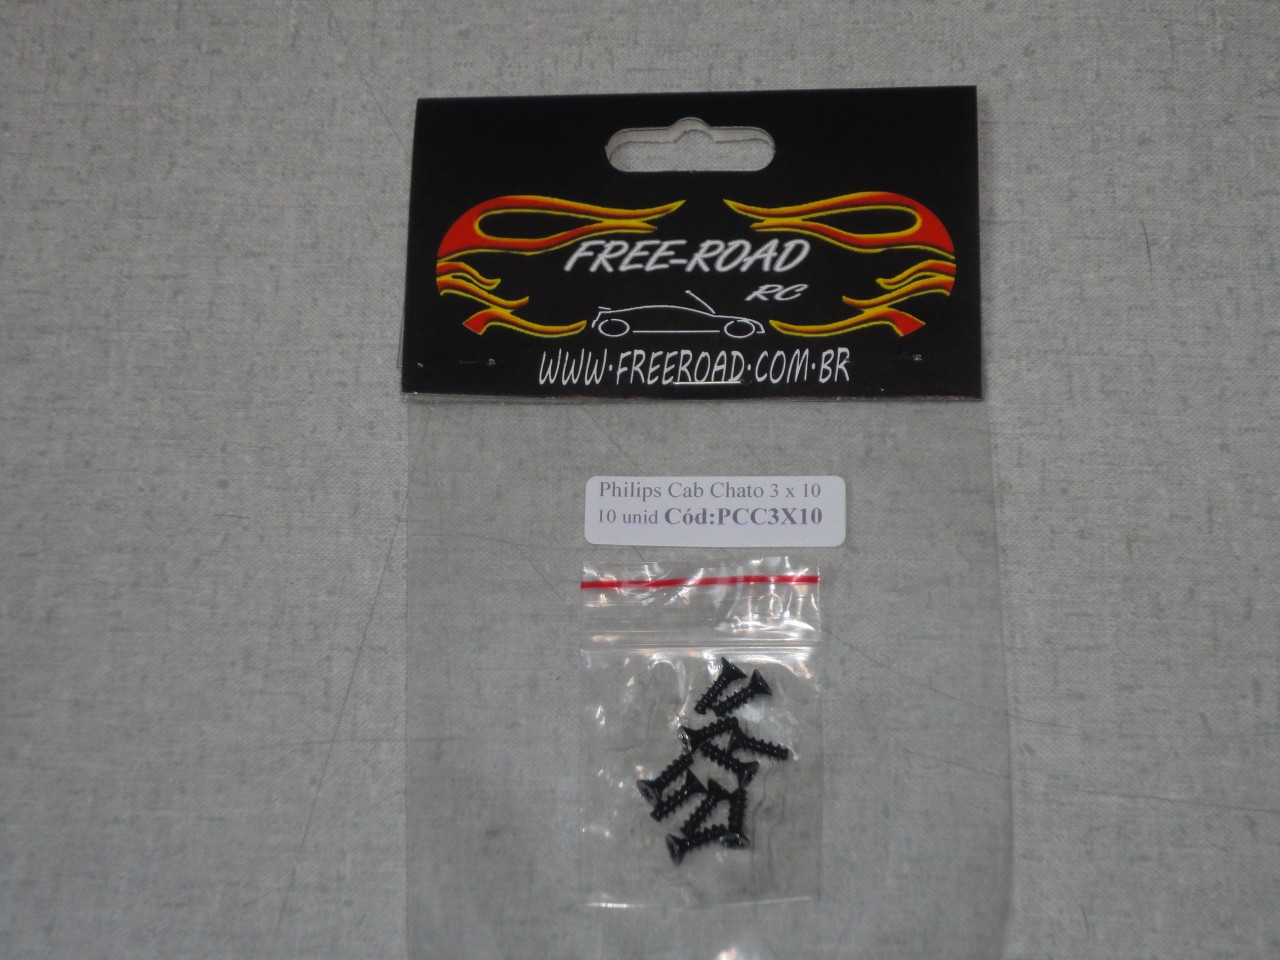 FREE-ROAD
RC
WWW.FREEROAD.COM.BR
Philips Cab Chato 3 x 10
10 unid Cód:PCC3X10